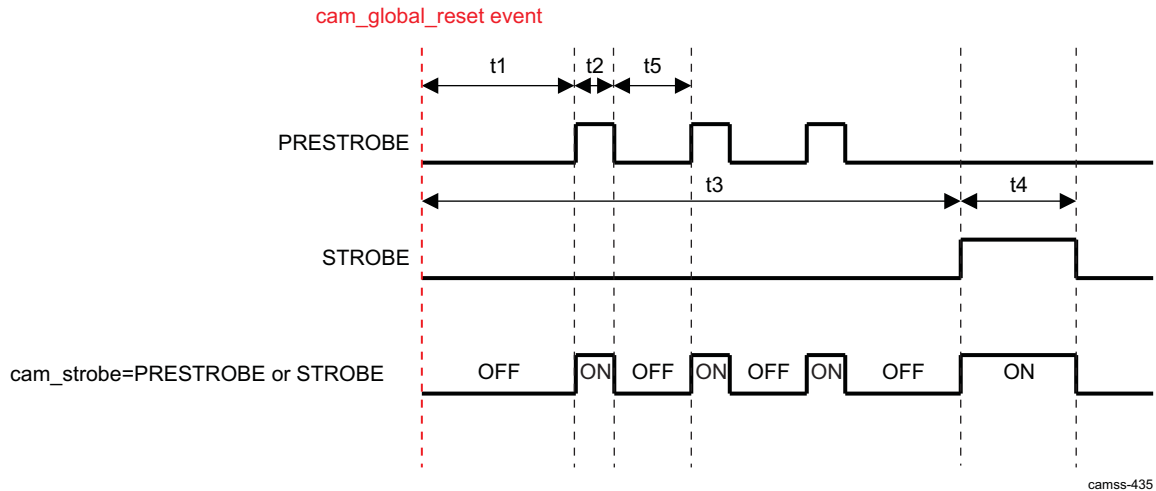 cam_global_reset event
t1 t2 t5
PRESTROBE
t3 t4
STROBE
cam_strobe=PRESTROBE or STROBE OFF ON OFF ON OFF ON OFF ON
camss-435